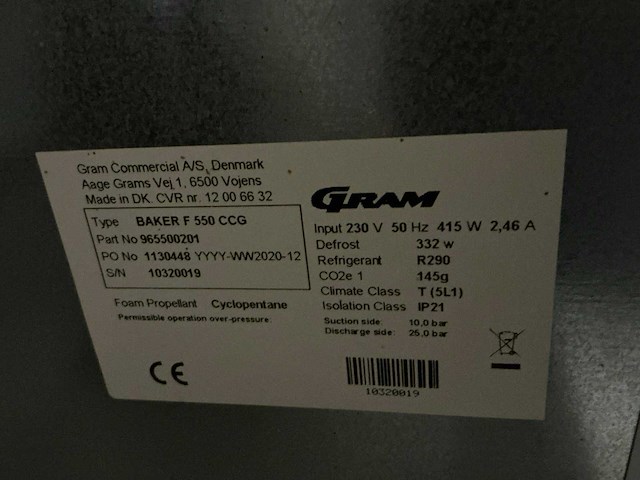 Gram Commercial A/S, Denmark
Aage Grams Vej 1, 6500 Vojens
Made in DK. CVR nr. 12 00 66 32
Type BAKER F 550 CCG
Part No 965500201
PO No 1130448 YYYY-WW2020-12
S/N 10320019
Foam Propellant Cyclopentane
Permissible operation over-pressure:
CE
GRAM
Input 230 V 50 Hz 415 W 2,46 A
Defrost 332 w
Refrigerant R290
CO2e 1 145g
Climate Class T (5L1)
Isolation Class IP21
Suction side: 10,0 bar
Discharge side: 25,0 bar
10320019